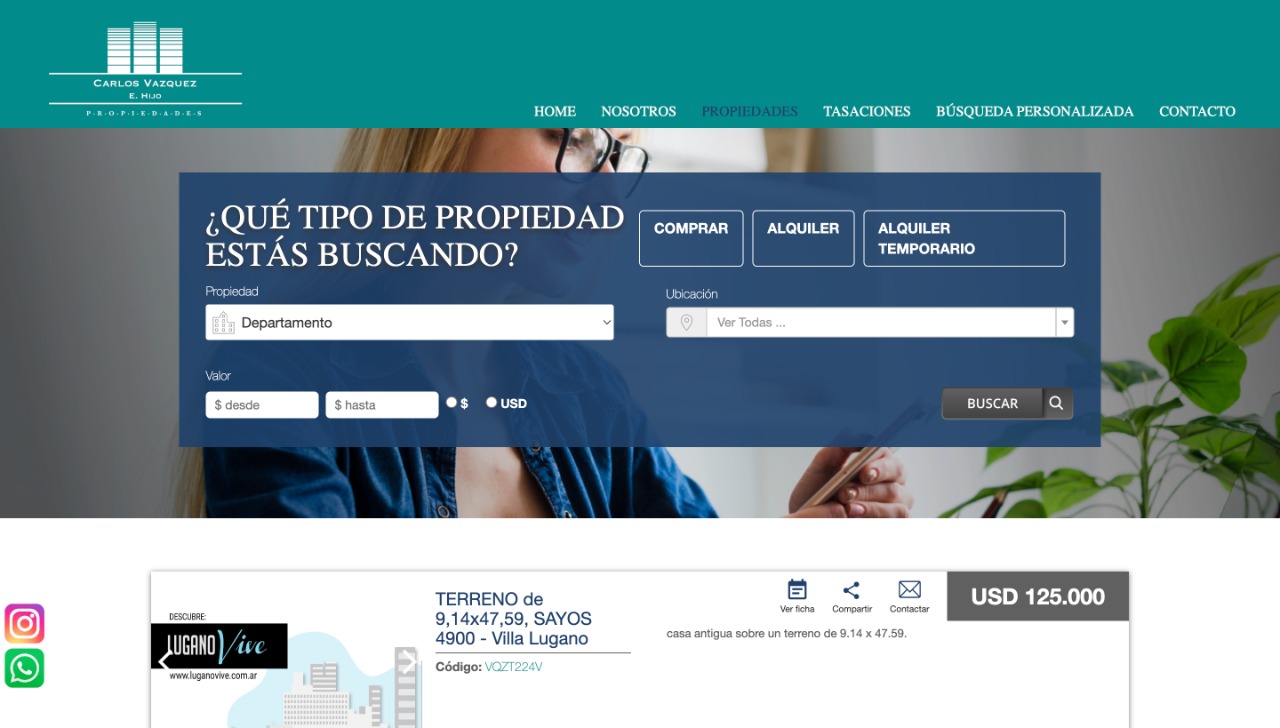 CARLOS VAZQUEZ
E. HIJO
P·R·O·P·I·E·D·A·D·E·S
HOME
NOSOTROS
PROPIEDADES
TASACIONES
BÚSQUEDA PERSONALIZADA
CONTACTO
¿QUÉ TIPO DE PROPIEDAD
ESTÁS BUSCANDO?
COMPRAR
ALQUILER
ALQUILER
TEMPORARIO
Propiedad
Departamento
Ubicación
Ver Todas ...
Valor
$ desde
$ hasta
$
USD
BUSCAR
DESCUBRE:
LUGANO Vive
www.luganovive.com.ar
TERRENO de
9,14x47,59, SAYOS
4900 - Villa Lugano
Código: VQZT224V
Ver ficha
Compartir
Contactar
USD 125.000
casa antigua sobre un terreno de 9.14 x 47.59.